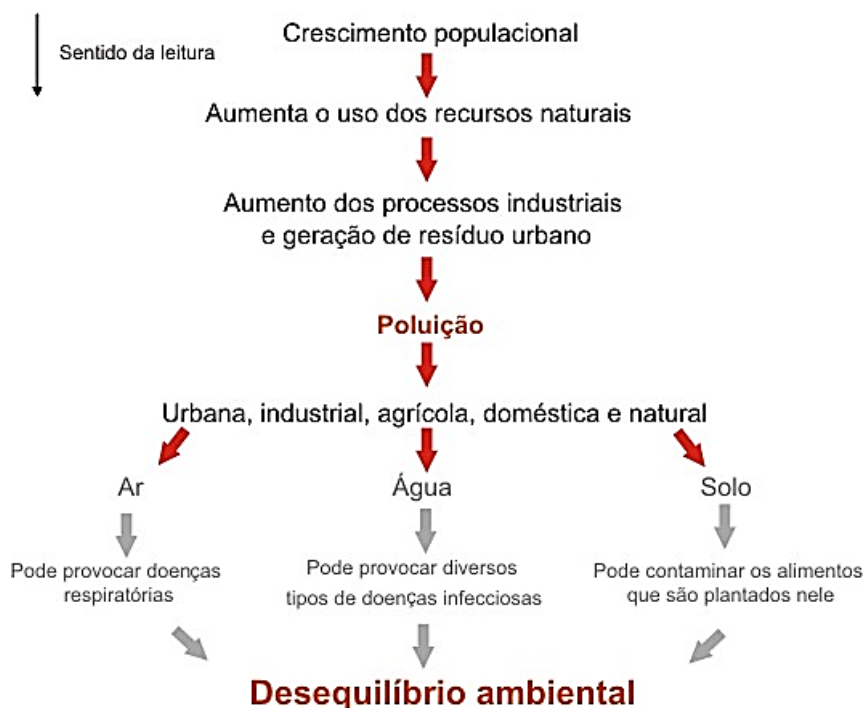 Sentido da leitura
Crescimento populacional
Aumenta o uso dos recursos naturais
Aumento dos processos industriais
e geração de resíduo urbano
Poluição
Urbana, industrial, agrícola, doméstica e natural
Ar
Água
Solo
Pode provocar doenças
respiratórias
Pode provocar diversos
tipos de doenças infecciosas
Pode contaminar os alimentos
que são plantados nele
Desequilíbrio ambiental